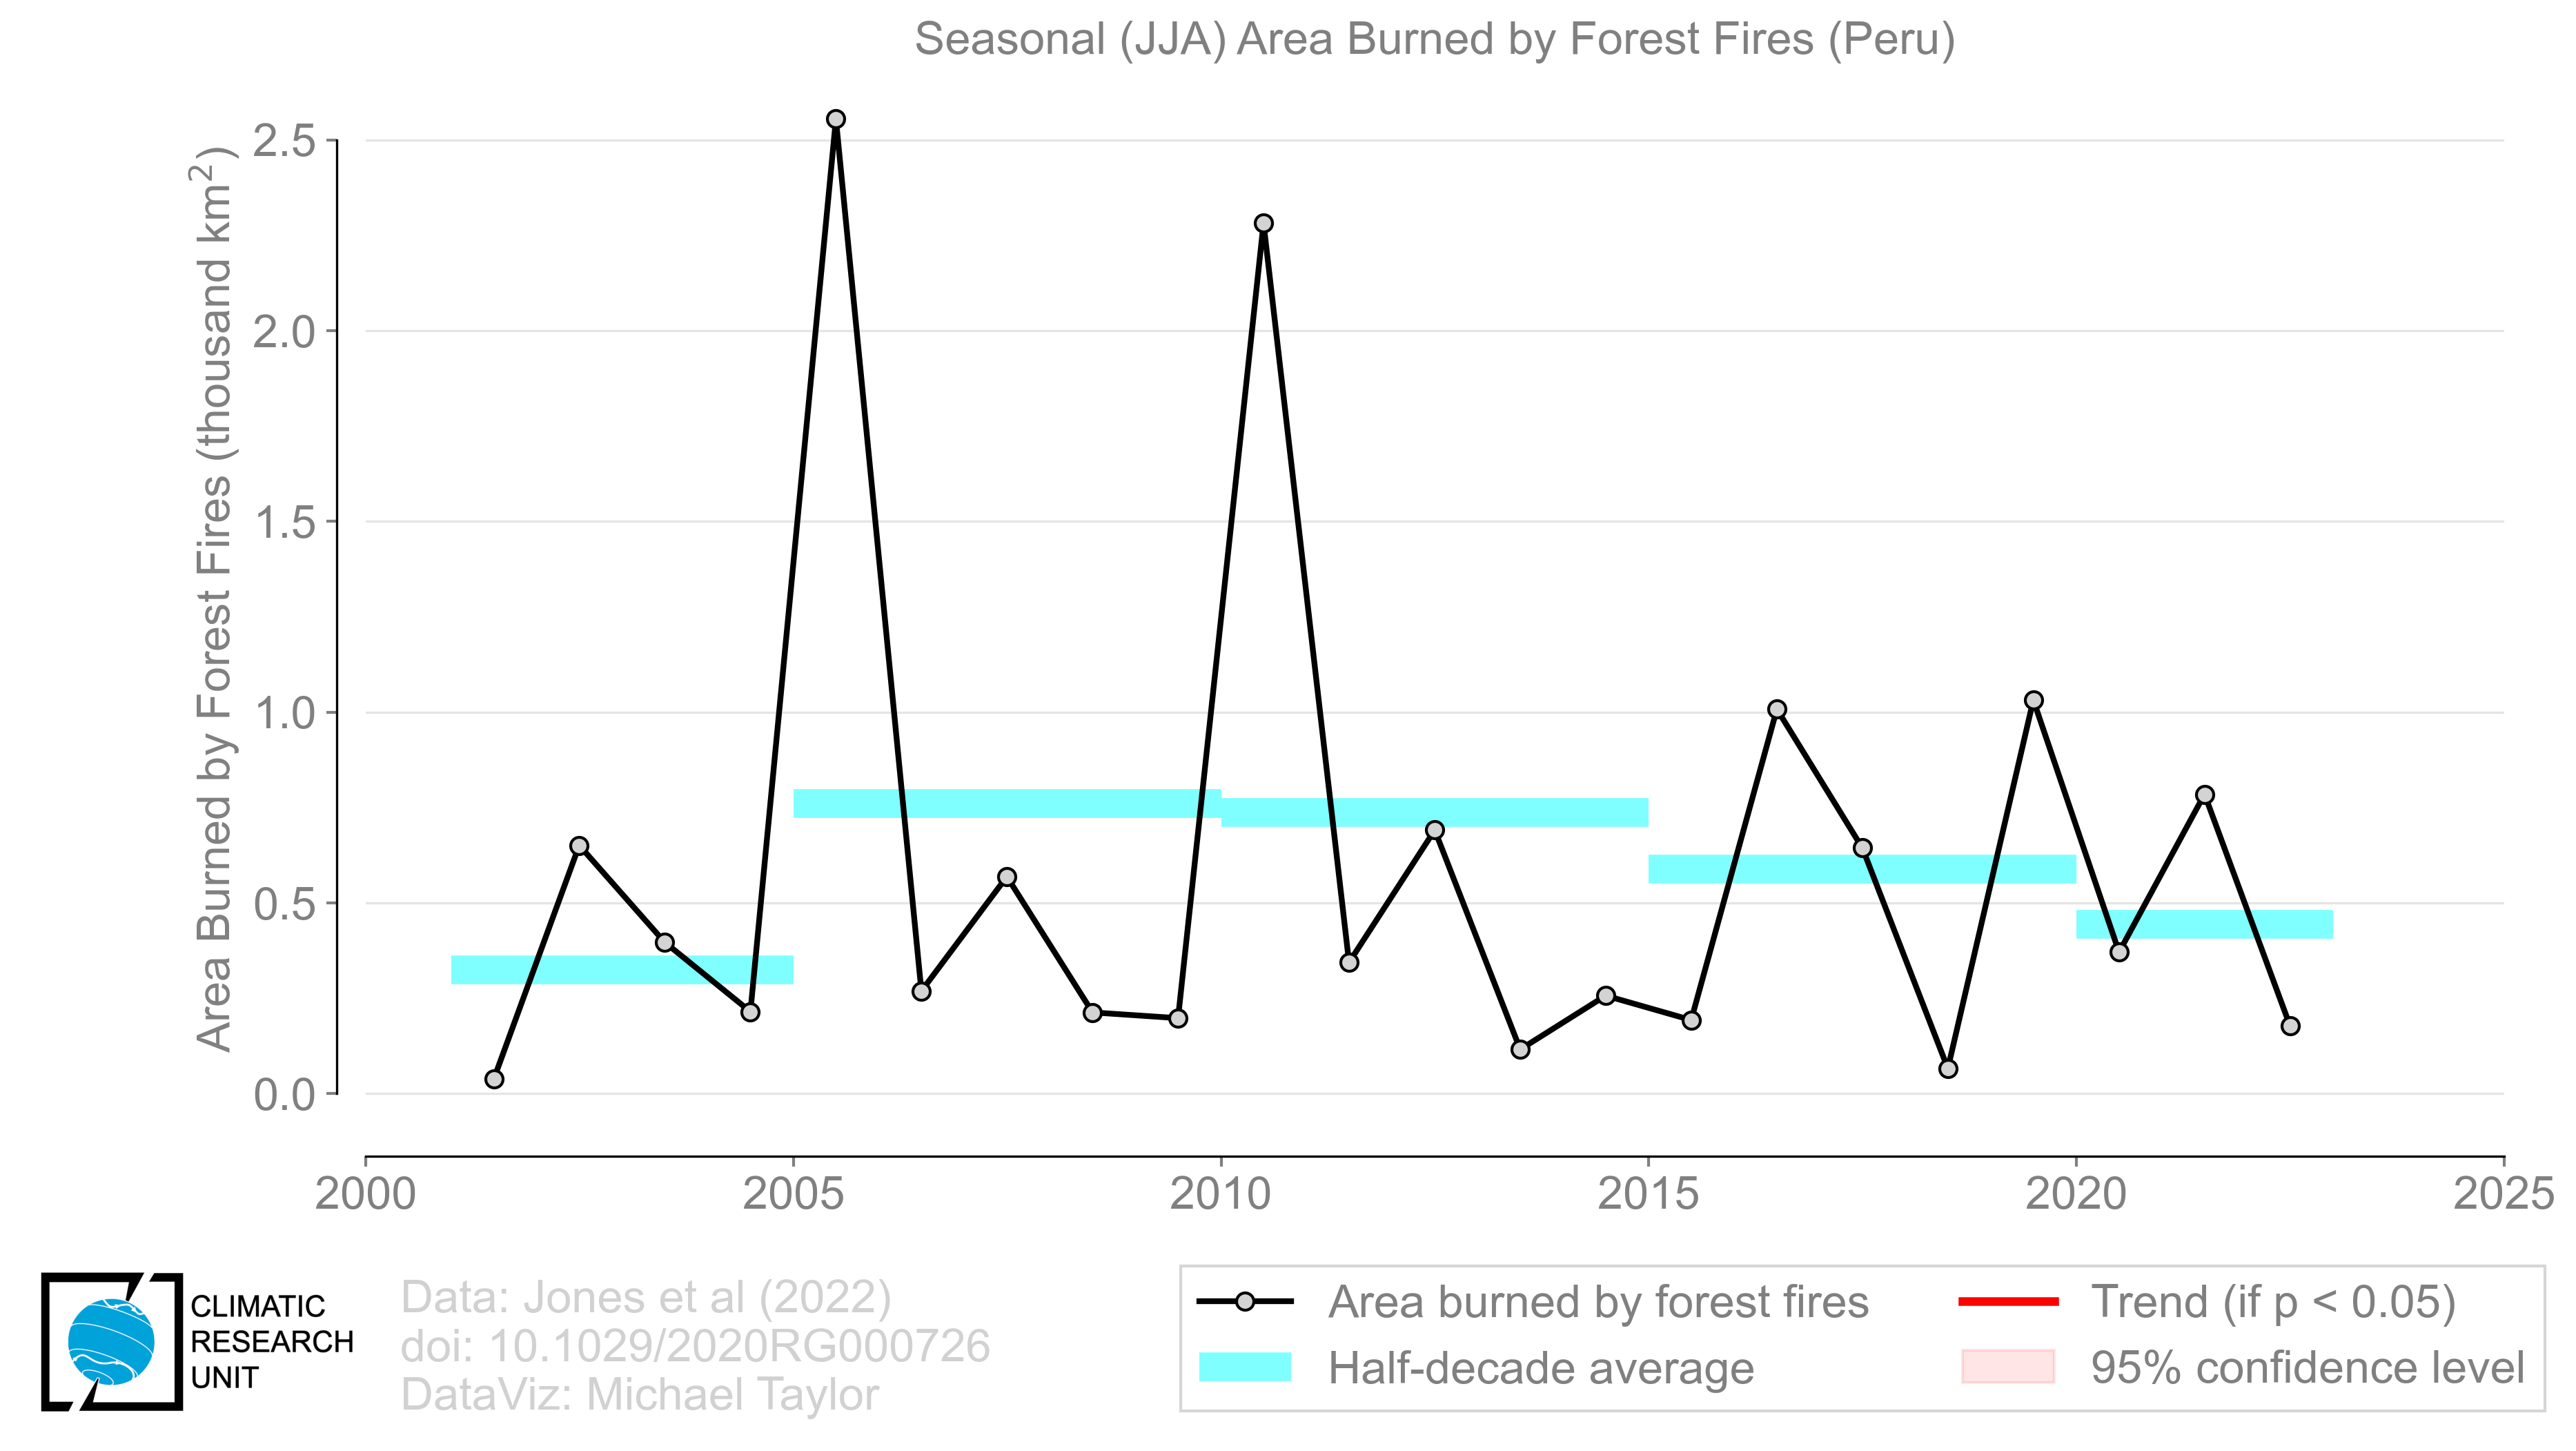 Seasonal (JJA) Area Burned by Forest Fires (Peru)
Area Burned by Forest Fires (thousand km²)
2.5
2.0
1.5
1.0
0.5
0.0
2000
2005
2010
2015
2020
2025
CLIMATIC
RESEARCH
UNIT
Data: Jones et al (2022)
doi: 10.1029/2020RG000726
DataViz: Michael Taylor
Area burned by forest fires
Half-decade average
Trend (if p < 0.05)
95% confidence level